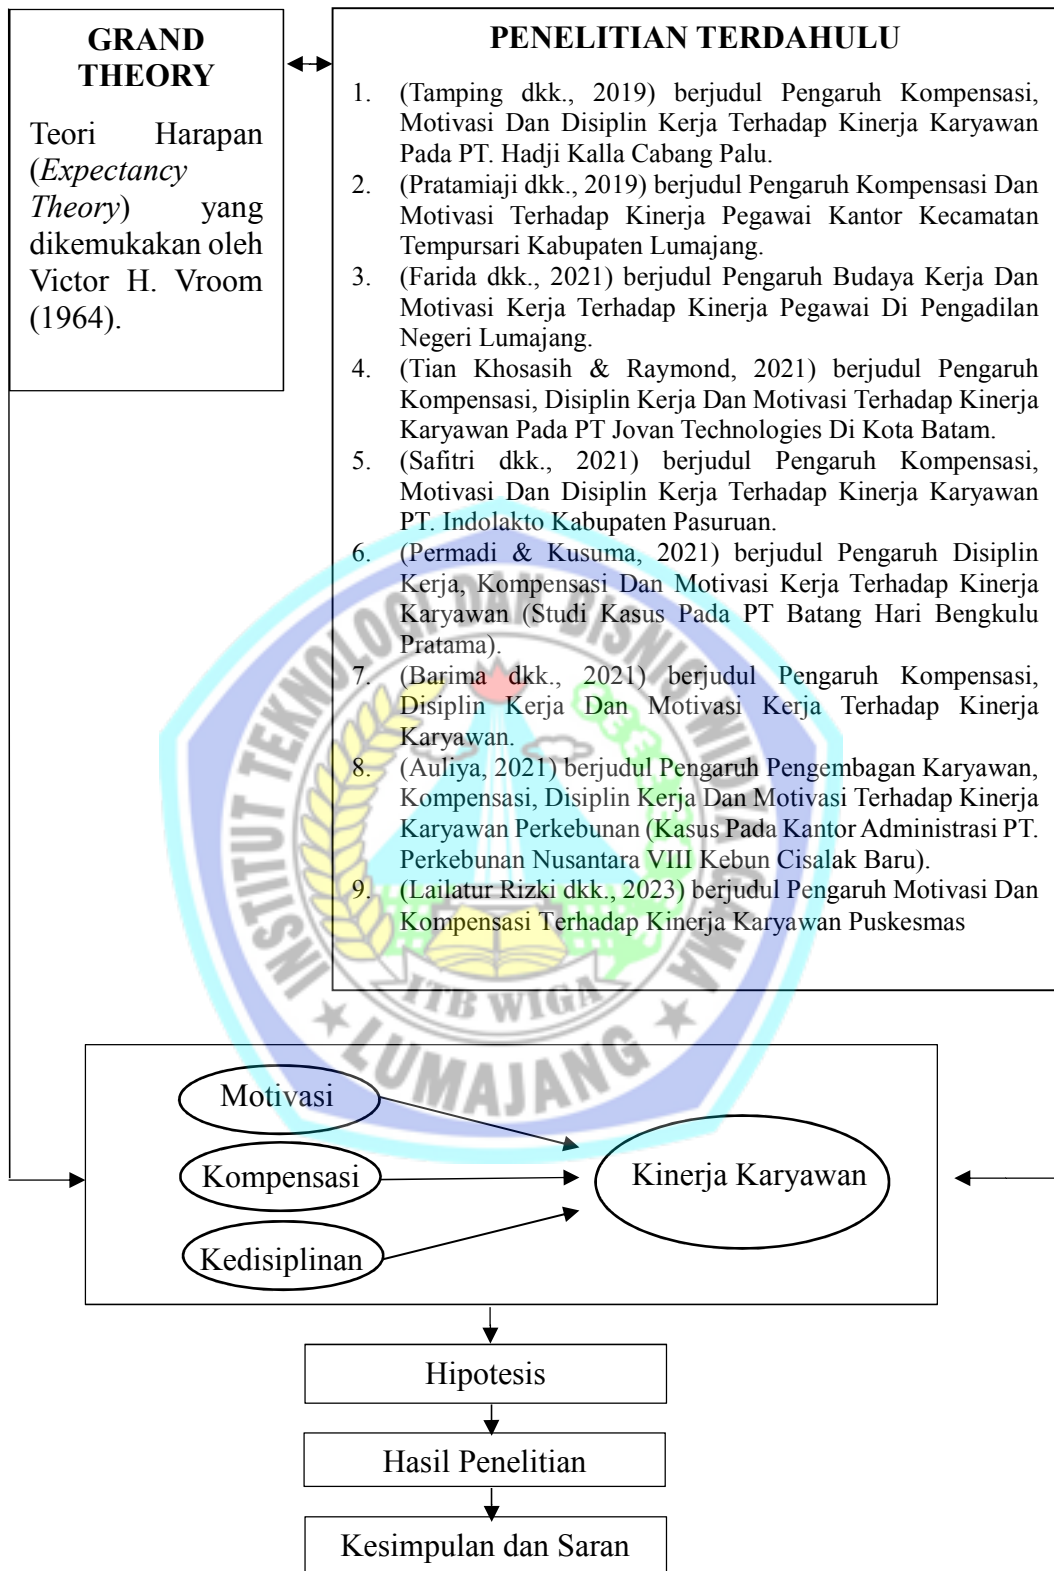 GRAND
THEORY
Teori Harapan
(Expectancy
Theory) yang
dikemukakan oleh
Victor H. Vroom
(1964).
PENELITIAN TERDAHULU
1. (Tamping dkk., 2019) berjudul Pengaruh Kompensasi,
Motivasi Dan Disiplin Kerja Terhadap Kinerja Karyawan
Pada PT. Hadji Kalla Cabang Palu.
2. (Pratamiaji dkk., 2019) berjudul Pengaruh Kompensasi Dan
Motivasi Terhadap Kinerja Pegawai Kantor Kecamatan
Tempursari Kabupaten Lumajang.
3. (Farida dkk., 2021) berjudul Pengaruh Budaya Kerja Dan
Motivasi Kerja Terhadap Kinerja Pegawai Di Pengadilan
Negeri Lumajang.
4. (Tian Khosasih & Raymond, 2021) berjudul Pengaruh
Kompensasi, Disiplin Kerja Dan Motivasi Terhadap Kinerja
Karyawan Pada PT Jovan Technologies Di Kota Batam.
5. (Safitri dkk., 2021) berjudul Pengaruh Kompensasi,
Motivasi Dan Disiplin Kerja Terhadap Kinerja Karyawan
PT. Indolakto Kabupaten Pasuruan.
6. (Permadi & Kusuma, 2021) berjudul Pengaruh Disiplin
Kerja, Kompensasi Dan Motivasi Kerja Terhadap Kinerja
Karyawan (Studi Kasus Pada PT Batang Hari Bengkulu
Pratama).
7. (Barima dkk., 2021) berjudul Pengaruh Kompensasi,
Disiplin Kerja Dan Motivasi Kerja Terhadap Kinerja
Karyawan.
8. (Auliya, 2021) berjudul Pengaruh Pengembagan Karyawan,
Kompensasi, Disiplin Kerja Dan Motivasi Terhadap Kinerja
Karyawan Perkebunan (Kasus Pada Kantor Administrasi PT.
Perkebunan Nusantara VIII Kebun Cisalak Baru).
9. (Lailatur Rizki dkk., 2023) berjudul Pengaruh Motivasi Dan
Kompensasi Terhadap Kinerja Karyawan Puskesmas
INSTITUT TEKNOLOGI DAN BISNIS WIDYA GAMA
ITB WIGA
LUMAJANG
Motivasi
Kompensasi
Kedisiplinan
Kinerja Karyawan
Hipotesis
Hasil Penelitian
Kesimpulan dan Saran